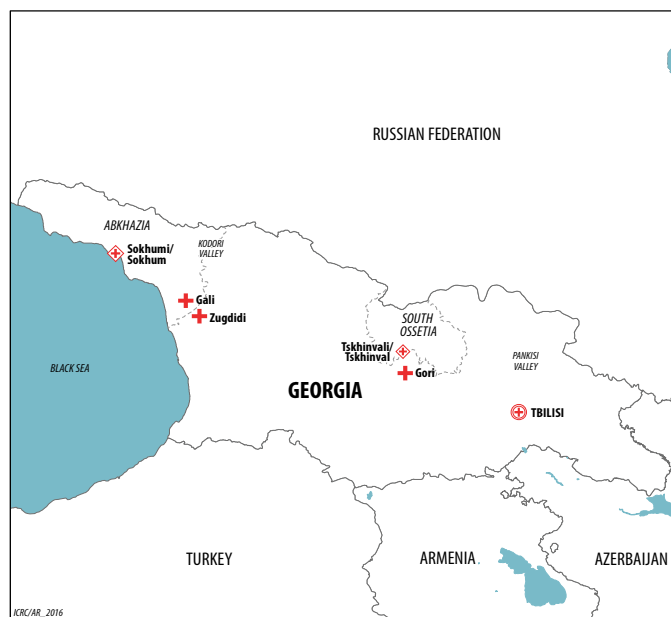 RUSSIAN FEDERATION
ABKHAZIA
KODORI
VALLEY
Sokhumi/
Sokhum
Gali
Zugdidi
SOUTH
OSSETIA
Tskhinvali/
Tskhinval
PANKISI
VALLEY
BLACK SEA
Gori
GEORGIA
TBILISI
TURKEY
ARMENIA
AZERBAIJAN
ICRC/AR_2016